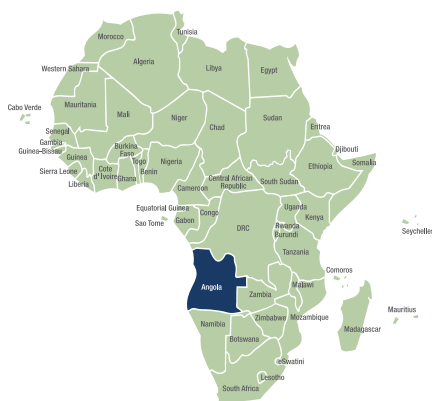 Tunisia
Morocco
Algeria
Libya
Egypt
Western Sahara
Mauritania
Mali
Niger
Chad
Sudan
Eritrea
Cabo Verde
Senegal
Gambia
Guinea-Bissau
Guinea
Sierra Leone
Liberia
Cote
d' Ivoire
Burkina
Faso
Ghana
Togo
Benin
Nigeria
Cameroon
Central African
Republic
South Sudan
Ethiopia
Djibouti
Somalia
Equatorial Guinea
Sao Tome
Gabon
Congo
DRC
Uganda
Kenya
Rwanda
Burundi
Tanzania
Seychelles
Comoros
Angola
Zambia
Malawi
Mozambique
Zimbabwe
Namibia
Botswana
Madagascar
Mauritius
eSwatini
Lesotho
South Africa